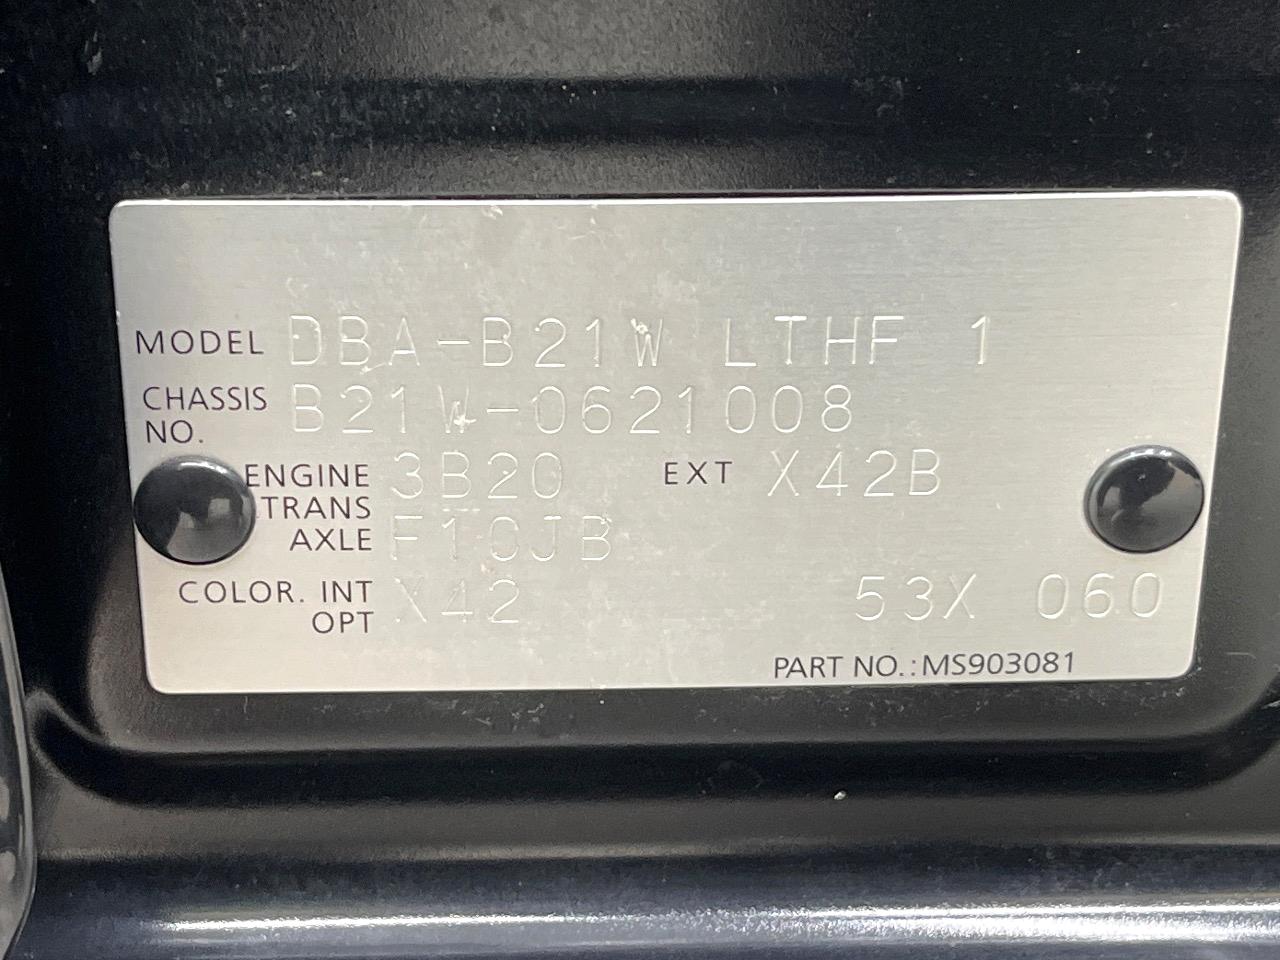 MODEL DBA-B21W LTHF 1
CHASSIS NO. B21W-0621008
ENGINE 3B20 EXT X42B
TRANS AXLE F1CJB
COLOR. INT OPT X42 53X 060
PART NO.:MS903081